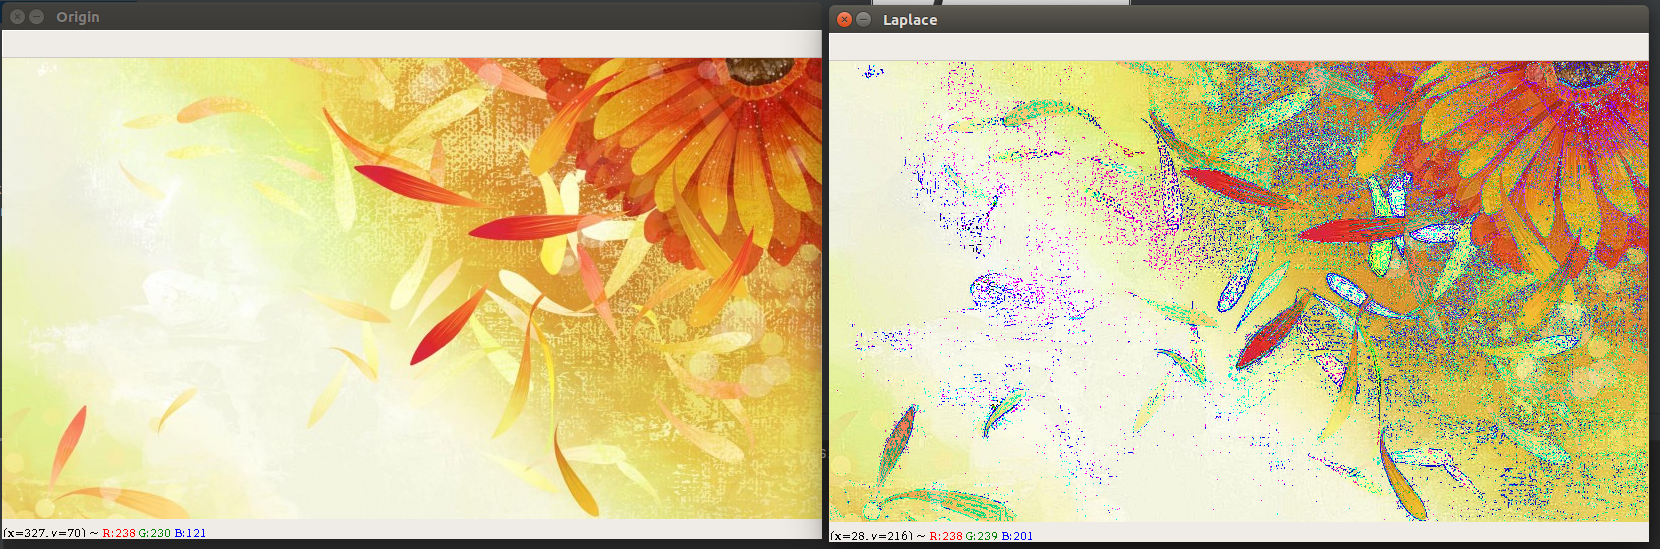 Origin
Laplace
(x=327, y=70) ~ R:238 G:230 B:121
(x=28, y=216) ~ R:238 G:239 B:201